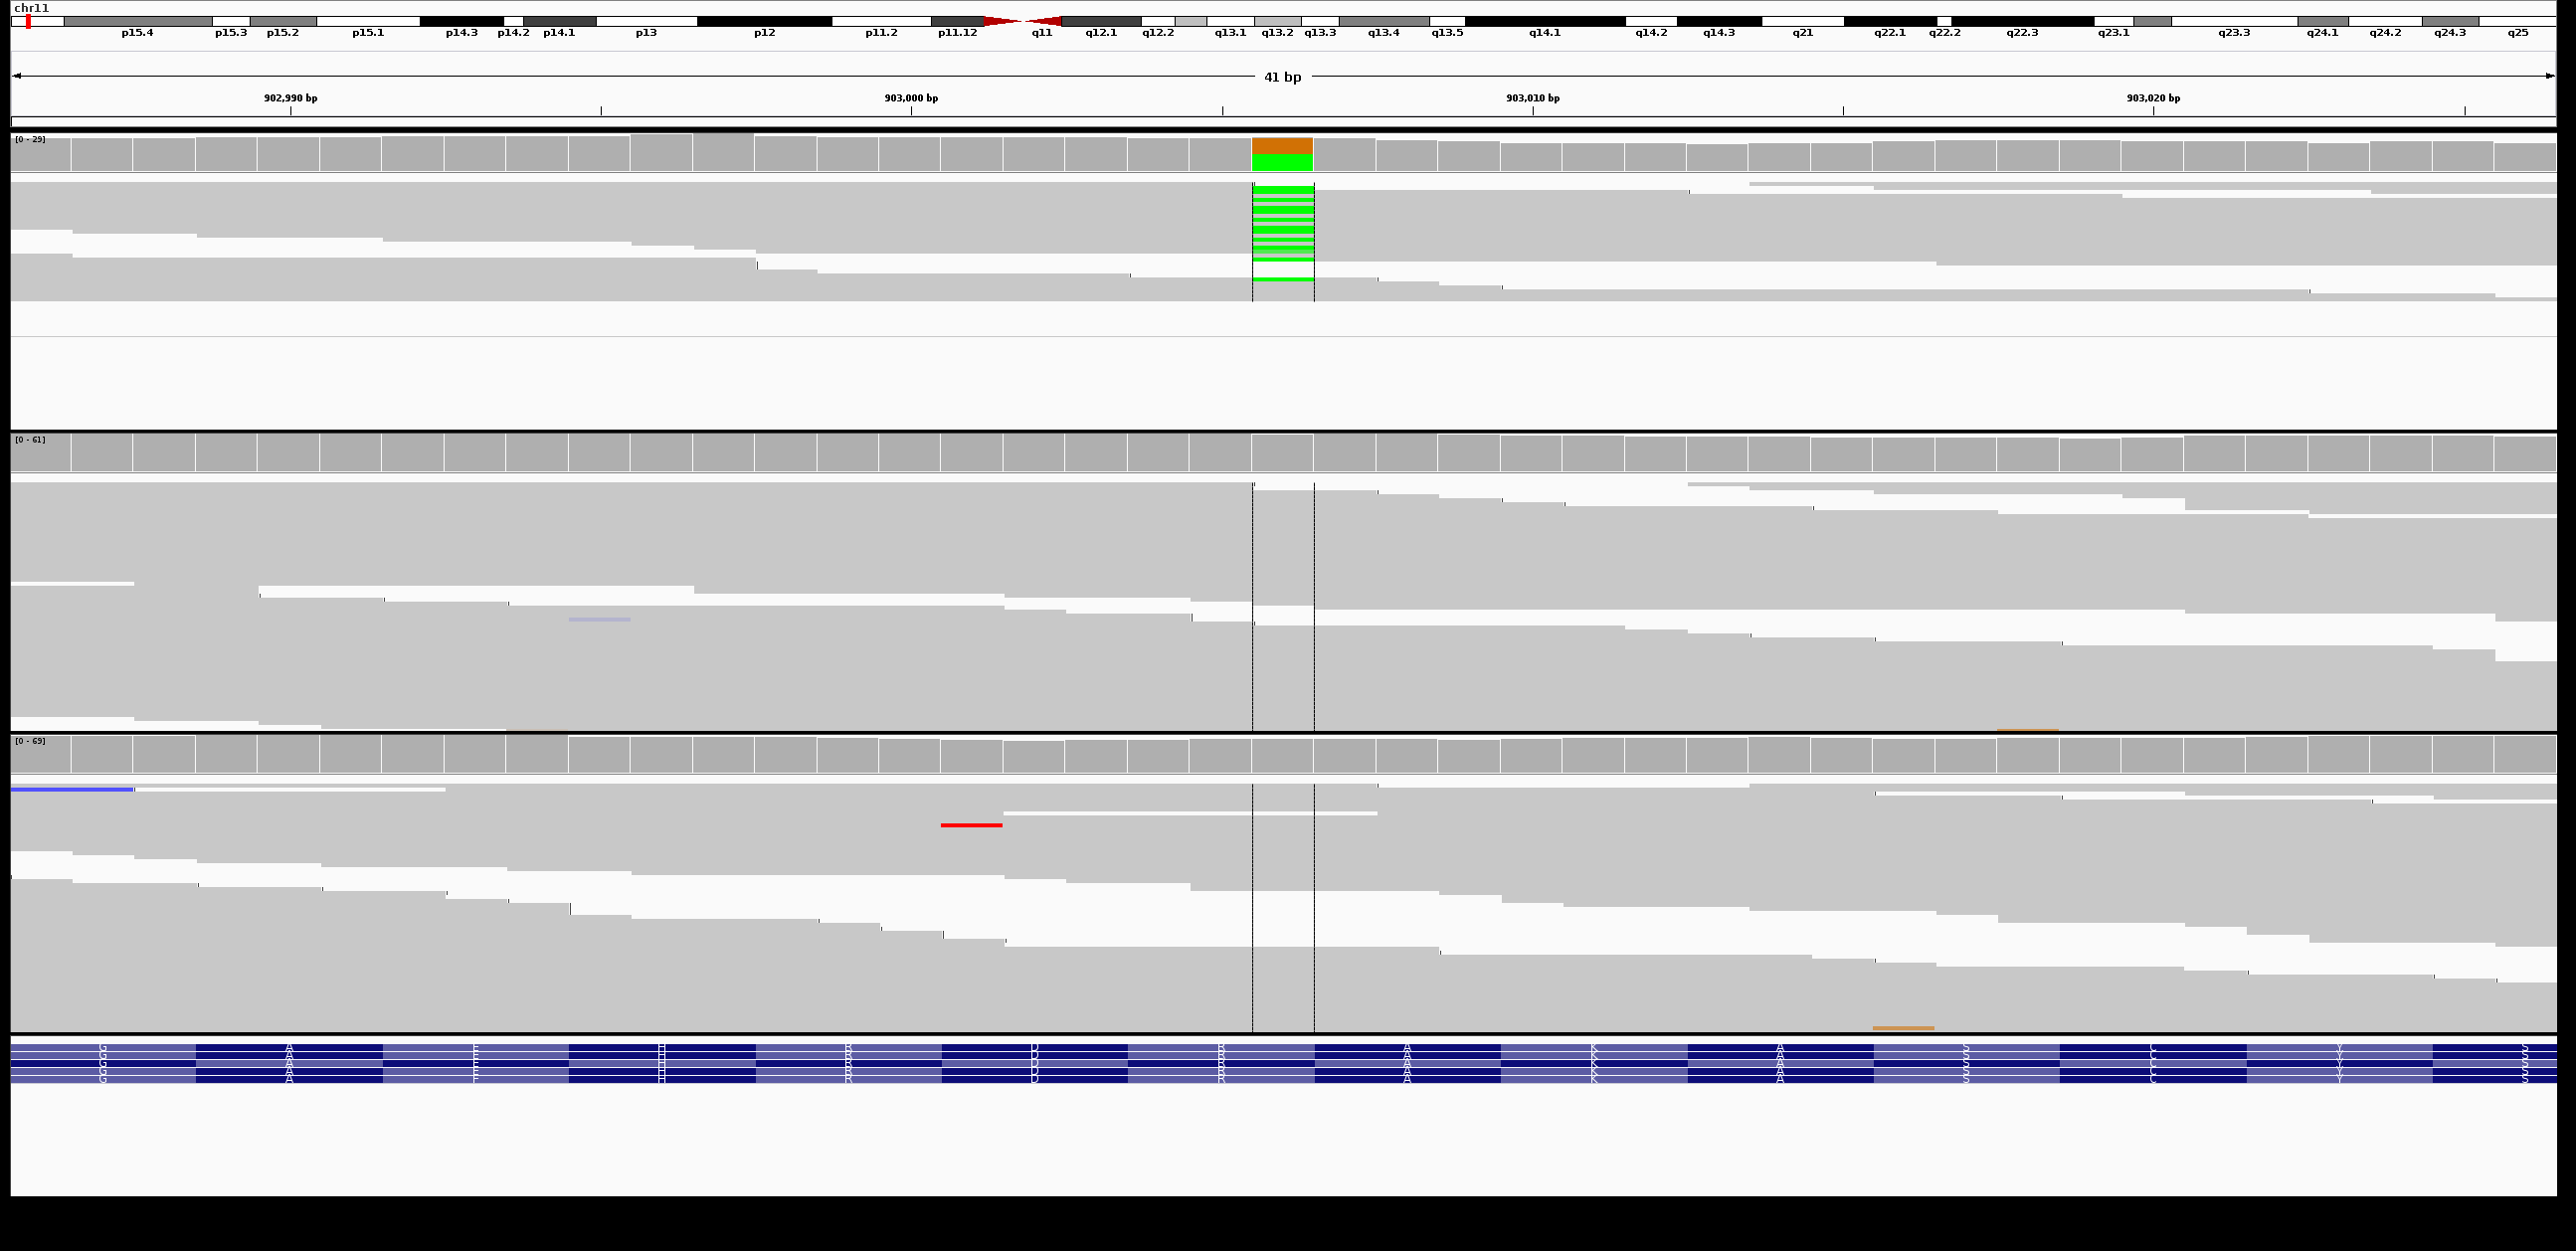 chr11
p15.4 p15.3 p15.2 p15.1 p14.3 p14.2 p14.1 p13 p12 p11.2 p11.12 q11 q12.1 q12.2 q13.1 q13.2 q13.3 q13.4 q13.5 q14.1 q14.2 q14.3 q21 q22.1 q22.2 q22.3 q23.1 q23.3 q24.1 q24.2 q24.3 q25
41 bp
902,990 bp 903,000 bp 903,010 bp 903,020 bp
[0 - 29]
[0 - 61]
[0 - 69]
G A E H R D R A K A S C Y S
G A E H R D R A K A S C Y S
G A E H R D R A K A S C Y S
G A E H R D R A K A S C Y S
G A E H R D R A K A S C Y S